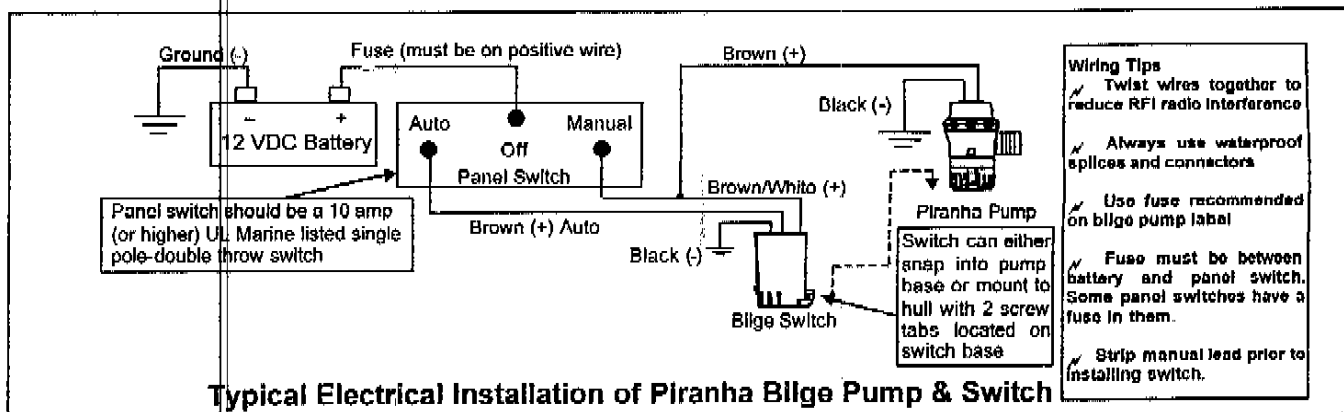 Ground (-)
Fuse (must be on positive wire)
Brown (+)
Black (-)
– +
12 VDC Battery
Auto
Manual
Off
Panel Switch
Brown/White (+)
Brown (+) Auto
Black (-)
Piranha Pump
Bilge Switch
Panel switch should be a 10 amp
(or higher) UL Marine listed single
pole-double throw switch
Switch can either
snap into pump
base or mount to
hull with 2 screw
tabs located on
switch base
Wiring Tips
Twist wires together to
reduce RFI radio interference
Always use waterproof
splices and connectors
Use fuse recommended
on bilge pump label
Fuse must be between
battery and panel switch.
Some panel switches have a
fuse in them.
Strip manual lead prior to
installing switch.
Typical Electrical Installation of Piranha Bilge Pump & Switch